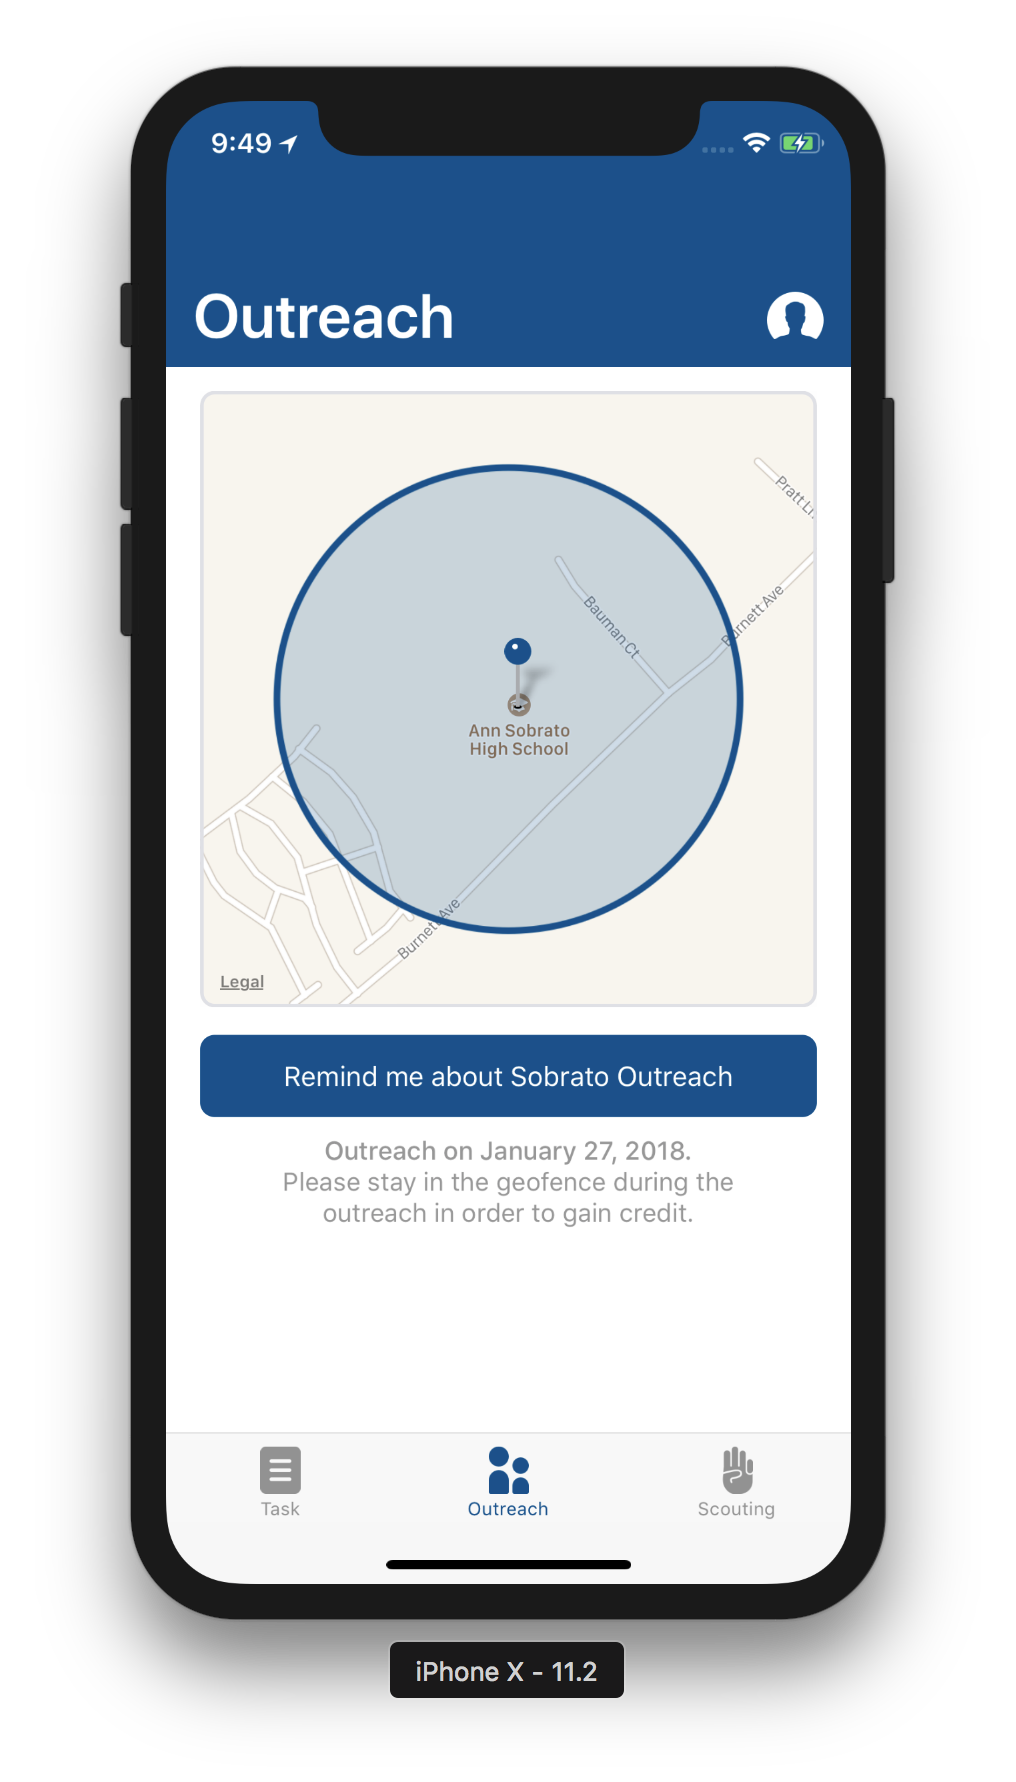 9:49
Outreach
Pratt Ln
Bauman Ct
Burnett Ave
Ann Sobrato
High School
Burnett Ave
Legal
Remind me about Sobrato Outreach
Outreach on January 27, 2018.
Please stay in the geofence during the
outreach in order to gain credit.
Task
Outreach
Scouting
iPhone X - 11.2